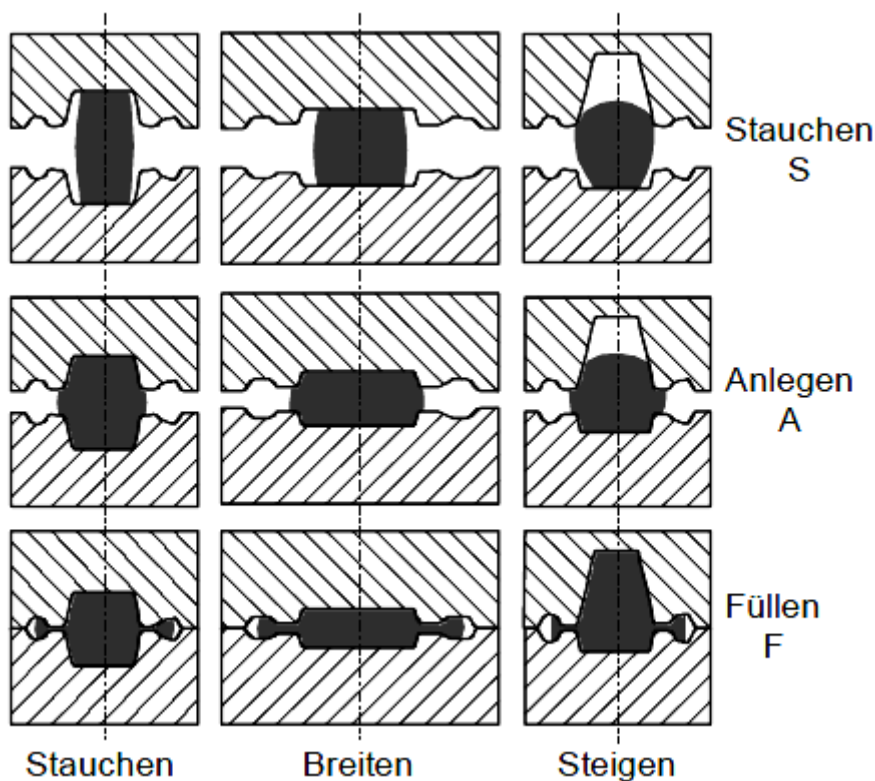 Stauchen
S
Anlegen
A
Füllen
F
Stauchen
Breiten
Steigen